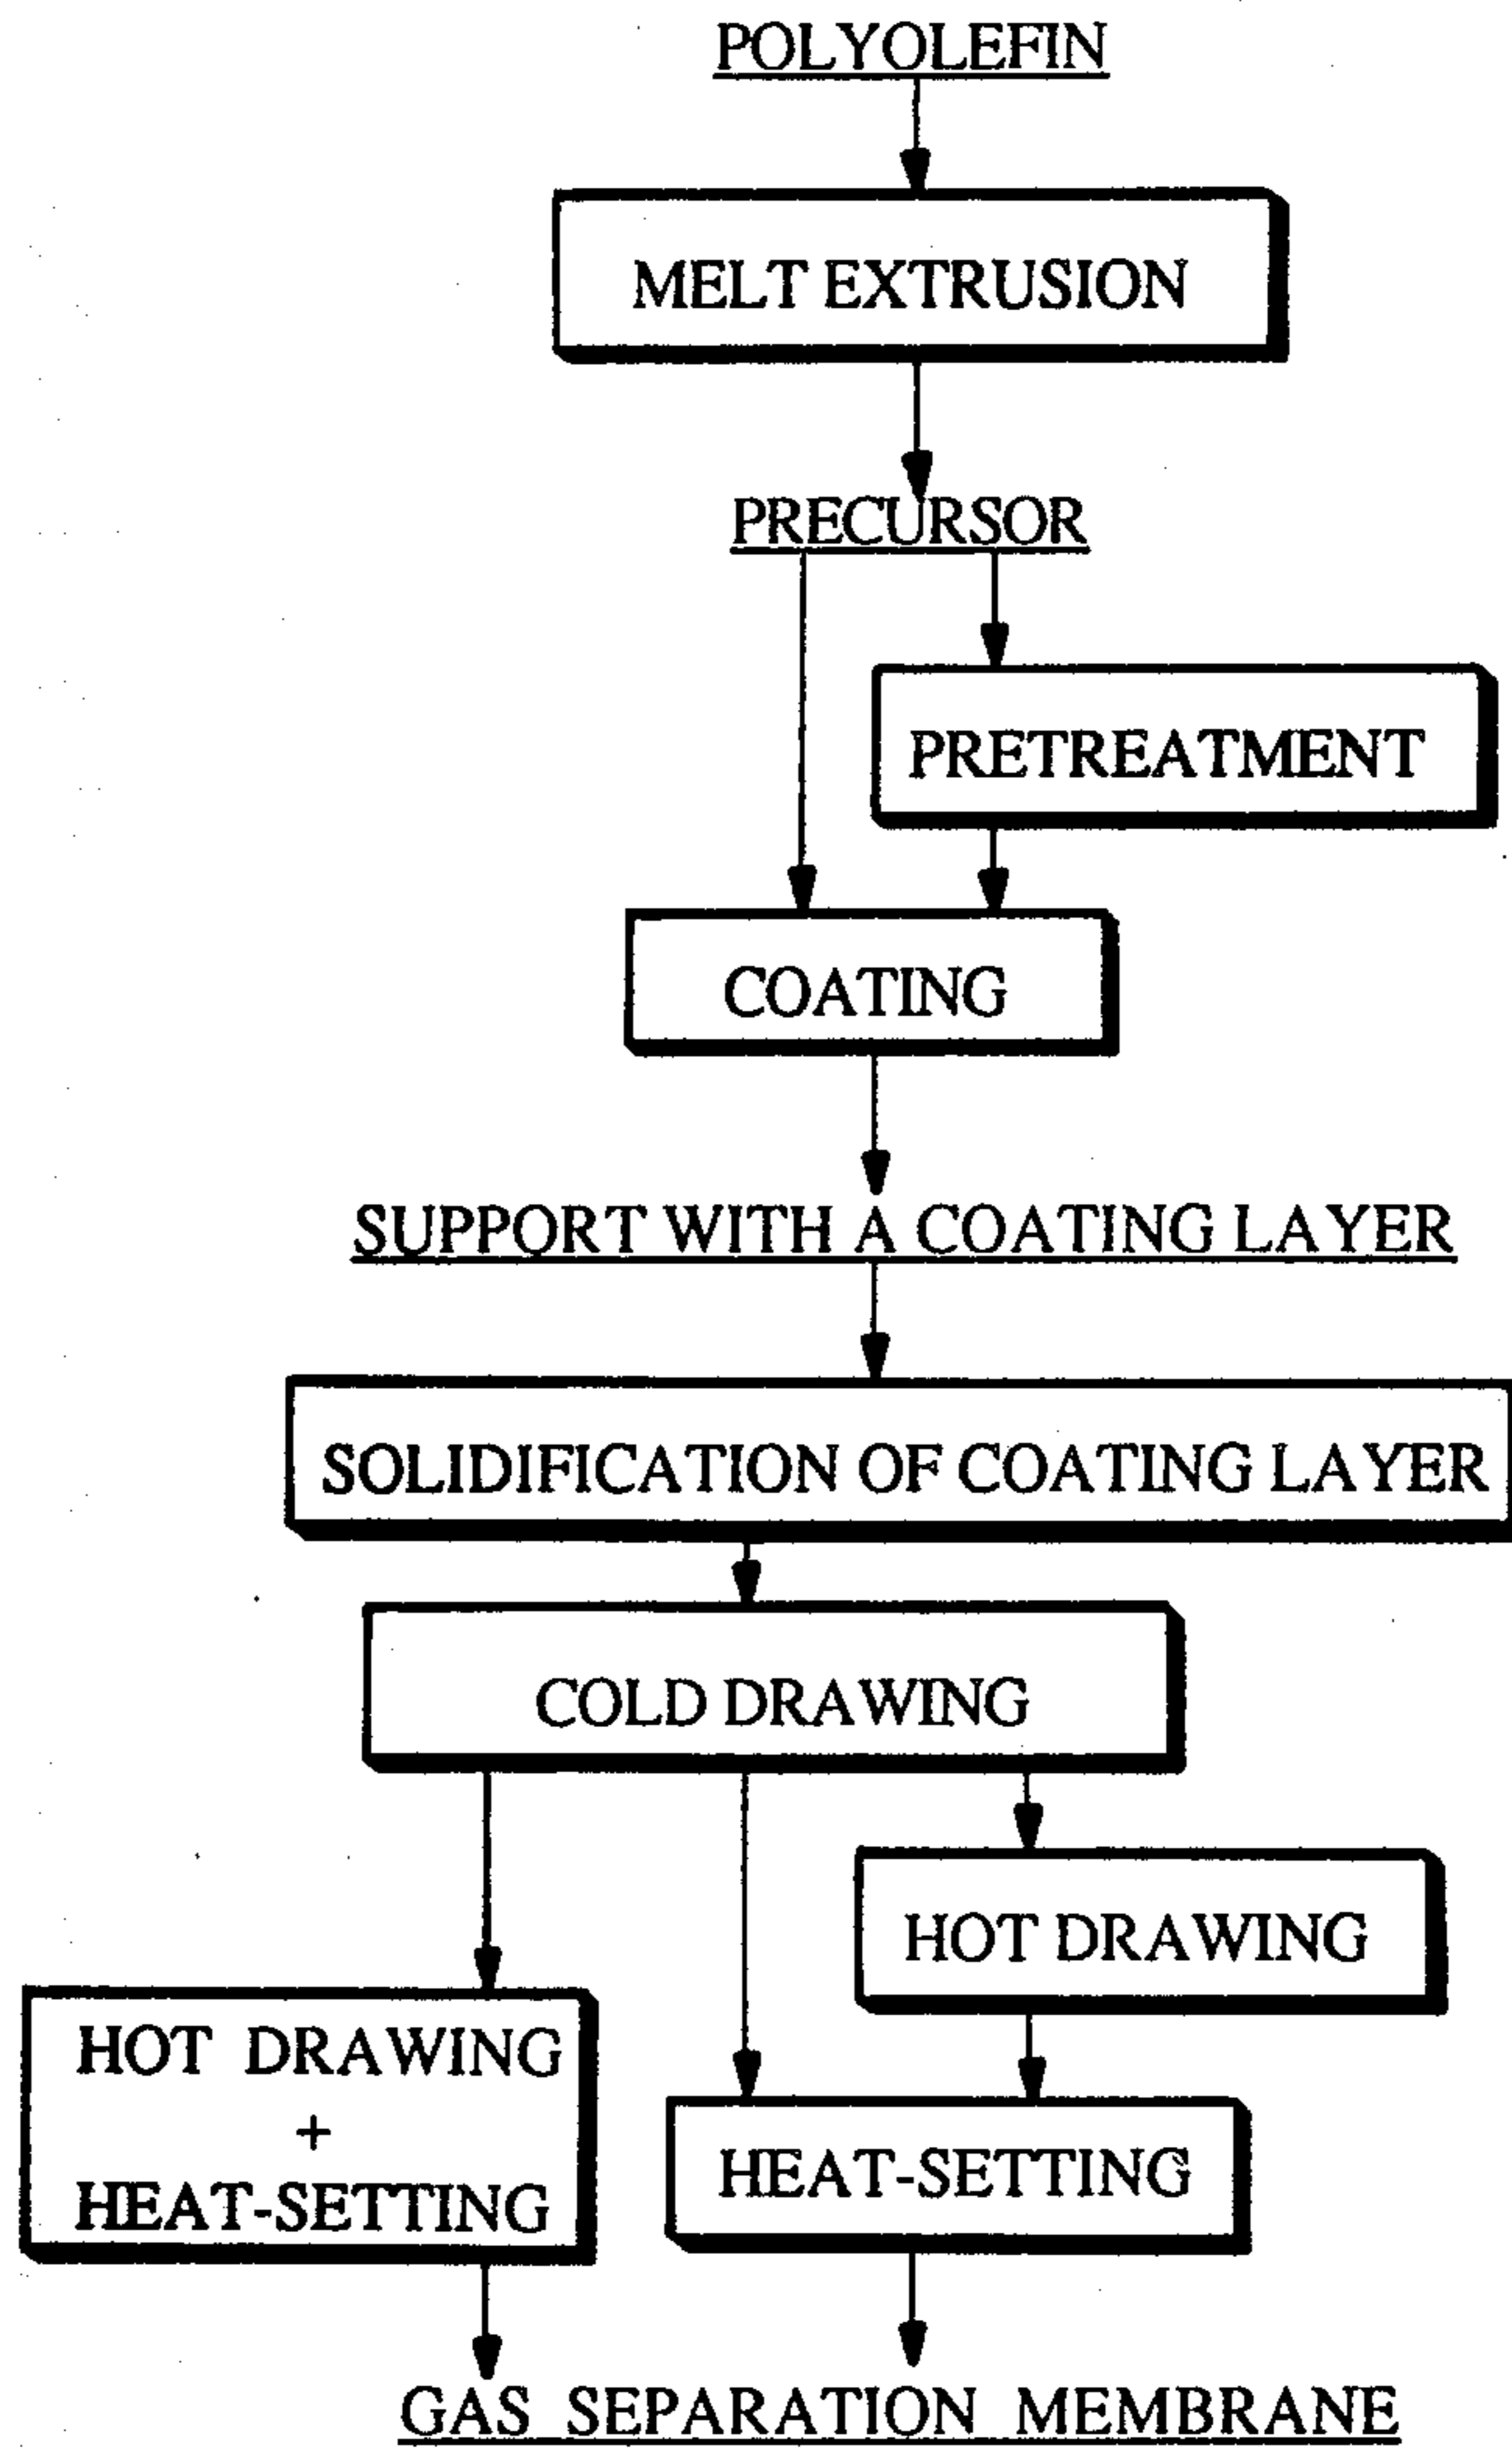 POLYOLEFIN
MELT EXTRUSION
PRECURSOR
PRETREATMENT
COATING
SUPPORT WITH A COATING LAYER
SOLIDIFICATION OF COATING LAYER
COLD DRAWING
HOT DRAWING
HOT DRAWING
+
HEAT-SETTING
HEAT-SETTING
GAS SEPARATION MEMBRANE